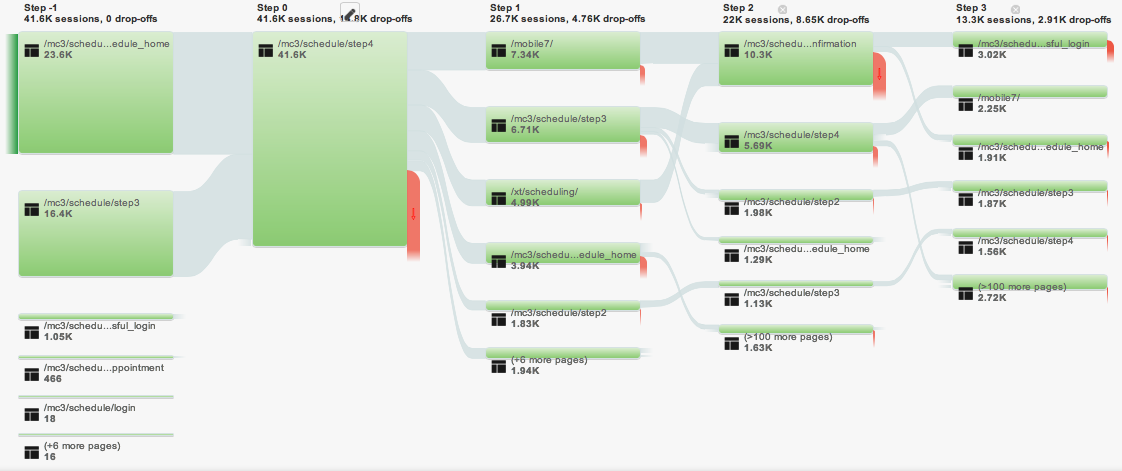 Step -1
41.6K sessions, 0 drop-offs
/mc3/schedu...edule_home
23.6K
/mc3/schedule/step3
16.4K
/mc3/schedu...sful_login
1.05K
/mc3/schedu...ppointment
466
/mc3/schedule/login
18
(+6 more pages)
16
Step 0
41.6K sessions, 8K drop-offs
/mc3/schedule/step4
41.6K
Step 1
26.7K sessions, 4.76K drop-offs
/mobile7/
7.34K
/mc3/schedule/step3
6.71K
/xt/scheduling/
4.99K
/mc3/schedu...edule_home
3.94K
/mc3/schedule/step2
1.83K
(+6 more pages)
1.94K
Step 2
22K sessions, 8.65K drop-offs
/mc3/schedu...nfirmation
10.3K
/mc3/schedule/step4
5.69K
/mc3/schedule/step2
1.98K
/mc3/schedu...edule_home
1.29K
/mc3/schedule/step3
1.13K
(>100 more pages)
1.63K
Step 3
13.3K sessions, 2.91K drop-offs
/mc3/schedu...sful_login
3.02K
/mobile7/
2.25K
/mc3/schedu...edule_home
1.91K
/mc3/schedule/step3
1.87K
/mc3/schedule/step4
1.56K
(>100 more pages)
2.72K